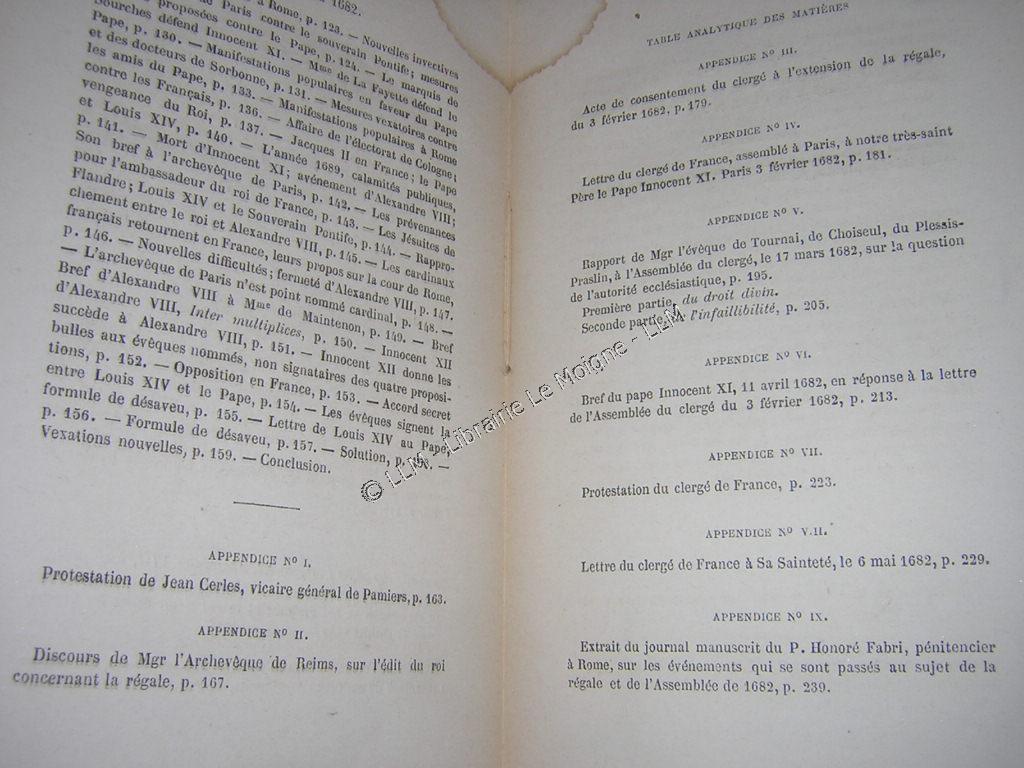 à Rome, p. 123. — Nouvelles invectives
de Paris contre le souverain Pontife; mesures
proposées contre le Pape, p. 124. — Le marquis de
Sourches défend Innocent XI. — Mme de La Fayette défend le
Pape, p. 130. — Manifestations populaires en faveur du Pape
et des docteurs de Sorbonne, p. 131. — Mesures vexatoires contre
les amis du Pape, p. 133. — Manifestations populaires à Rome
contre les Français, p. 136. — Affaire de l'électorat de Cologne;
vengeance du Roi, p. 137. — Jacques II en France; le Pape
et Louis XIV, p. 140. — L'année 1689, calamités publiques,
p. 141. — Mort d'Innocent XI; avénement d'Alexandre VIII;
Son bref à l'archevêque de Paris, p. 142. — Les prévenances
pour l'ambassadeur du roi de France, p. 143. — Les Jésuites de
Flandre; Louis XIV et le Souverain Pontife, p. 144. — Rappro-
chement entre le roi et Alexandre VIII, p. 145. — Les cardinaux
français retournent en France, leurs propos sur la cour de Rome,
p. 146. — Nouvelles difficultés; fermeté d'Alexandre VIII, p. 147.
— L'archevêque de Paris n'est point nommé cardinal, p. 148. —
Bref d'Alexandre VIII à Mme de Maintenon, p. 149. — Bref
d'Alexandre VIII, Inter multiplices, p. 150. — Innocent XII
succède à Alexandre VIII, p. 151. — Innocent XII donne les
bulles aux évêques nommés, non signataires des quatre proposi-
tions, p. 152. — Opposition en France, p. 153. — Accord secret
entre Louis XIV et le Pape, p. 154. — Les évêques signent la
formule de désaveu, p. 155. — Lettre de Louis XIV au Pape,
p. 156. — Formule de désaveu, p. 157. — Solution, p. 158. —
Vexations nouvelles, p. 159. — Conclusion.
APPENDICE No I.
Protestation de Jean Cerles, vicaire général de Pamiers, p. 163.
APPENDICE No II.
Discours de Mgr l'Archevêque de Reims, sur l'édit du roi
concernant la régale, p. 167.
TABLE ANALYTIQUE DES MATIÈRES
APPENDICE No III.
Acte de consentement du clergé à l'extension de la régale,
du 3 février 1682, p. 179.
APPENDICE No IV.
Lettre du clergé de France, assemblé à Paris, à notre très-saint
Père le Pape Innocent XI. Paris 3 février 1682, p. 181.
APPENDICE No V.
Rapport de Mgr l'évêque de Tournai, de Choiseul, du Plessis-
Praslin, à l'Assemblée du clergé, le 17 mars 1682, sur la question
de l'autorité ecclésiastique, p. 195.
Première partie, du droit divin.
Seconde partie, de l'infaillibilité, p. 205.
APPENDICE No VI.
Bref du pape Innocent XI, 11 avril 1682, en réponse à la lettre
de l'Assemblée du clergé du 3 février 1682, p. 213.
APPENDICE No VII.
Protestation du clergé de France, p. 223.
APPENDICE No V.II.
Lettre du clergé de France à Sa Sainteté, le 6 mai 1682, p. 229.
APPENDICE No IX.
Extrait du journal manuscrit du P. Honoré Fabri, pénitencier
à Rome, sur les événements qui se sont passés au sujet de la
régale et de l'Assemblée de 1682, p. 239.
© LLM - Librairie Le Moigne - LLM